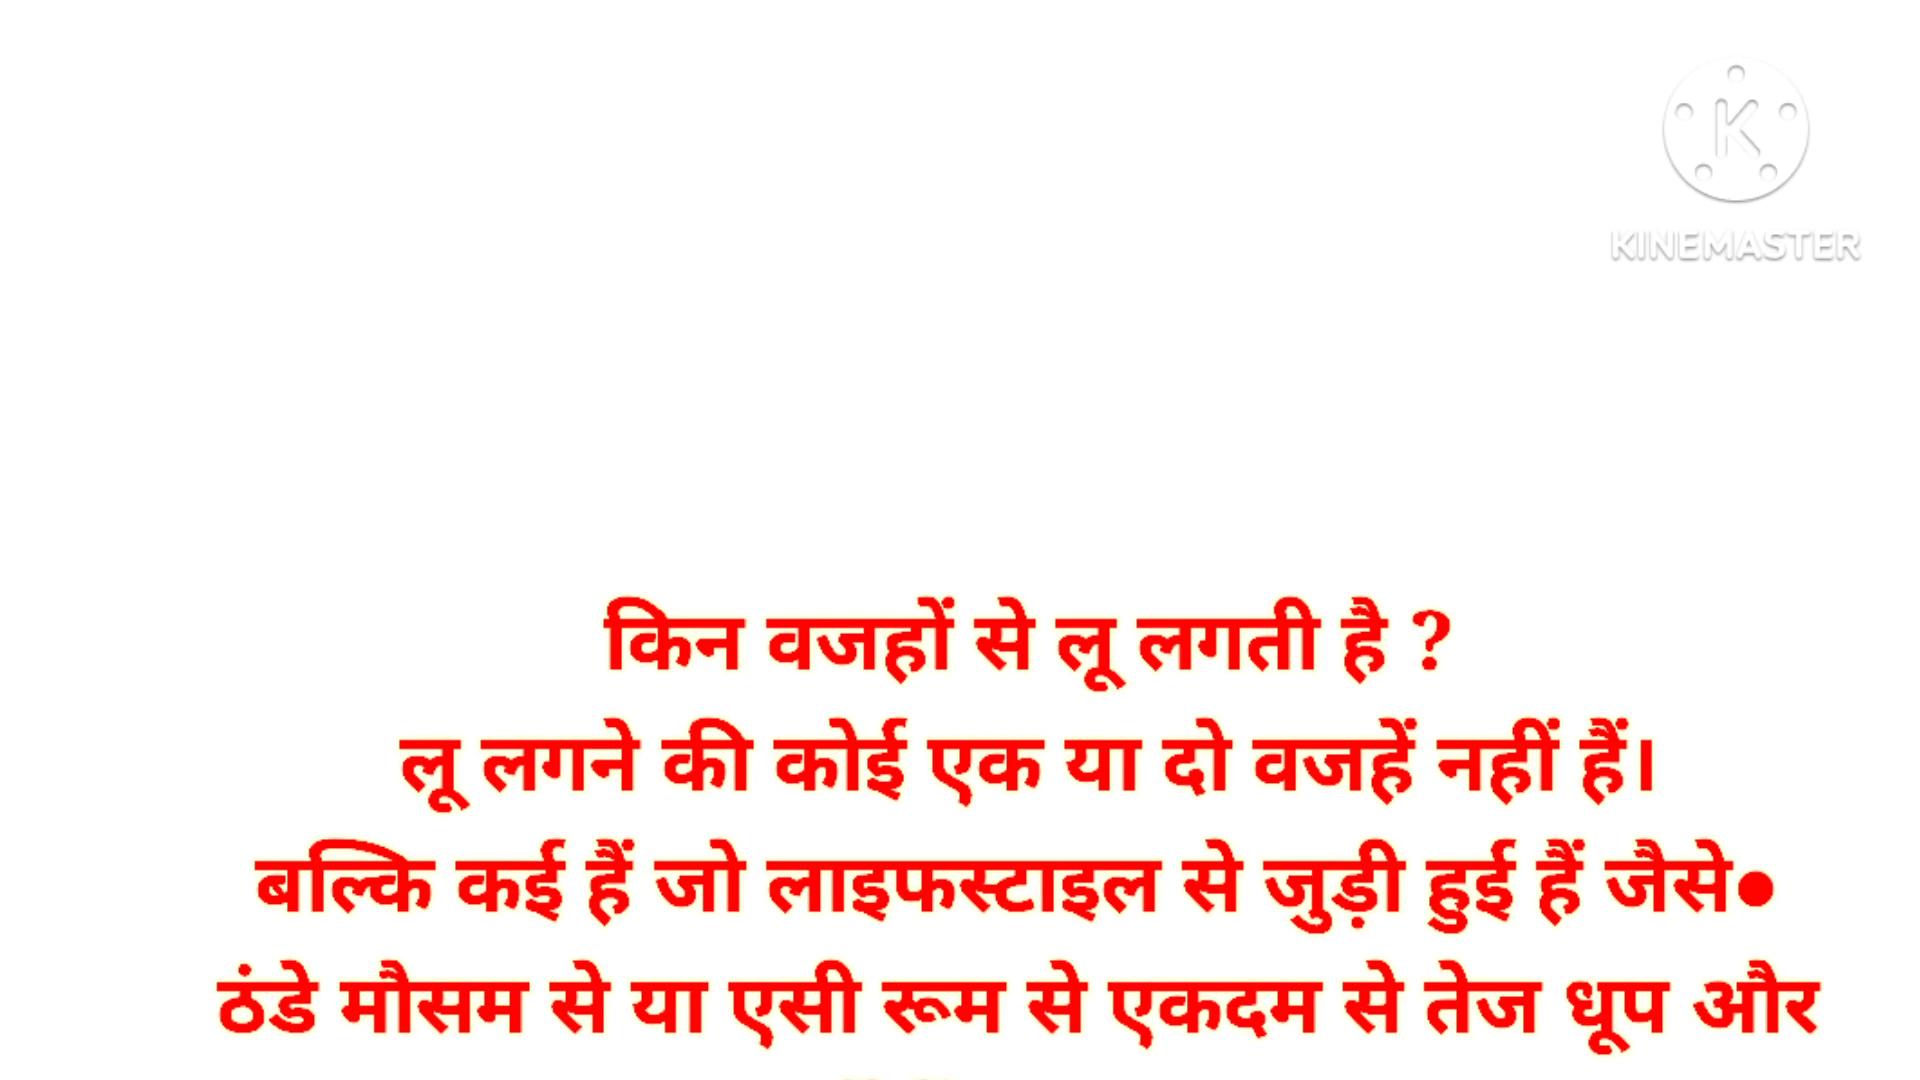 K
KINEMASTER
किन वजहों से लू लगती है ?
लू लगने की कोई एक या दो वजहें नहीं हैं।
बल्कि कई हैं जो लाइफस्टाइल से जुड़ी हुई हैं जैसे●
ठंडे मौसम से या एसी रूम से एकदम से तेज धूप और